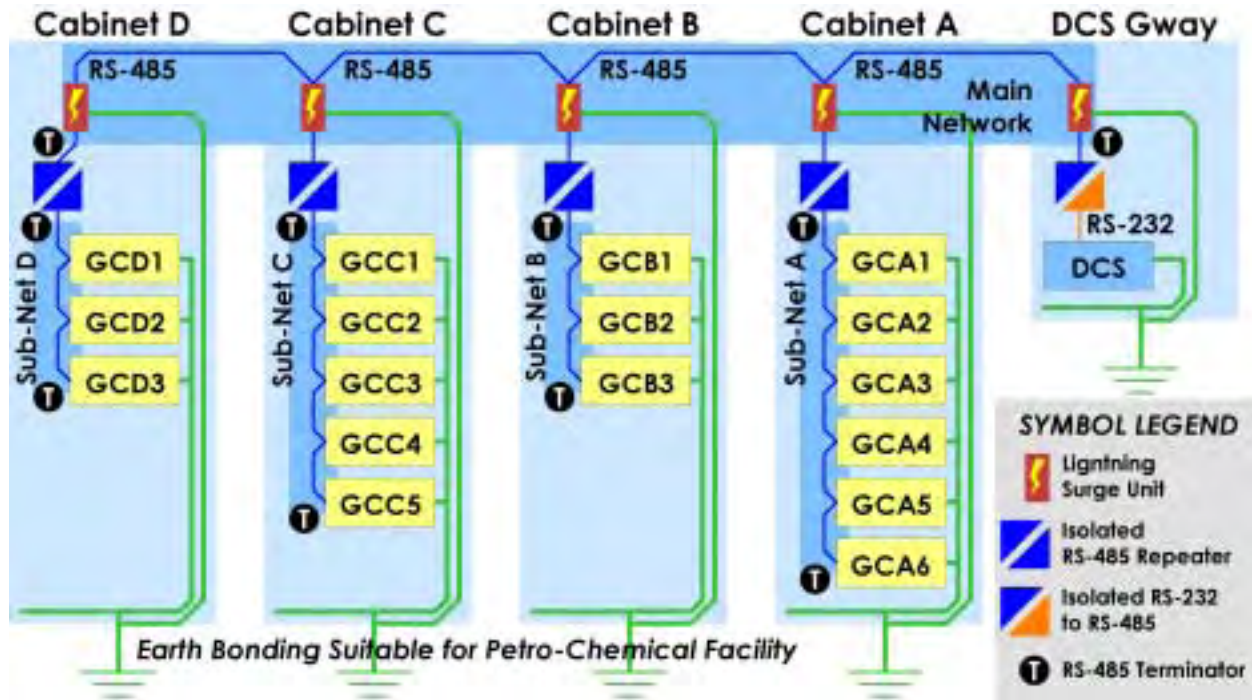 Cabinet D
Cabinet C
Cabinet B
Cabinet A
DCS Gway
RS-485
RS-485
RS-485
RS-485
Main
Network
T
T
RS-232
DCS
T
T
T
T
Sub-Net D
GCD1
GCD2
GCD3
T
Sub-Net C
GCC1
GCC2
GCC3
GCC4
GCC5
T
Sub-Net B
GCB1
GCB2
GCB3
T
Sub-Net A
GCA1
GCA2
GCA3
GCA4
GCA5
GCA6
T
SYMBOL LEGEND
Ligntning
Surge Unit
Isolated
RS-485 Repeater
Isolated RS-232
to RS-485
T
RS-485 Terminator
Earth Bonding Suitable for Petro-Chemical Facility